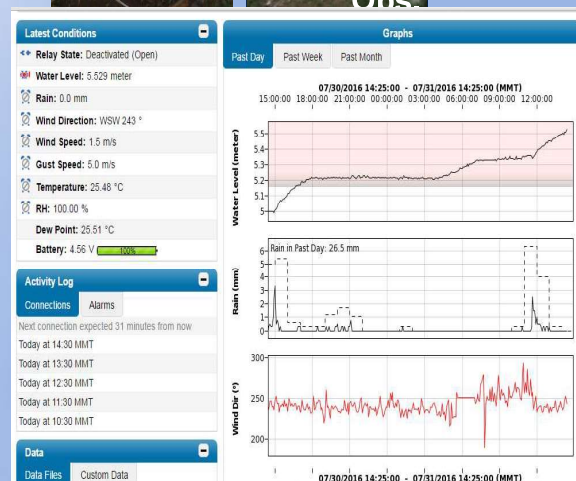 Obs.
Latest Conditions
Relay State: Deactivated (Open)
Water Level: 5.529 meter
Rain: 0.0 mm
Wind Direction: WSW 243 °
Wind Speed: 1.5 m/s
Gust Speed: 5.0 m/s
Temperature: 25.48 °C
RH: 100.00 %
Dew Point: 25.51 °C
Battery: 4.56 V 100%
Activity Log
Connections Alarms
Next connection expected 31 minutes from now
Today at 14:30 MMT
Today at 13:30 MMT
Today at 12:30 MMT
Today at 11:30 MMT
Today at 10:30 MMT
Data
Data Files Custom Data
Graphs
Past Day Past Week Past Month
07/30/2016 14:25:00 - 07/31/2016 14:25:00 (MMT)
15:00:00 18:00:00 21:00:00 00:00:00 03:00:00 06:00:00 09:00:00 12:00:00
Water Level (meter)
5.5
5.4
5.3
5.2
5.1
5
Rain in Past Day: 26.5 mm
Rain (mm)
6
5
4
3
2
1
0
Wind Dir (°)
300
250
200
07/30/2016 14:25:00 - 07/31/2016 14:25:00 (MMT)